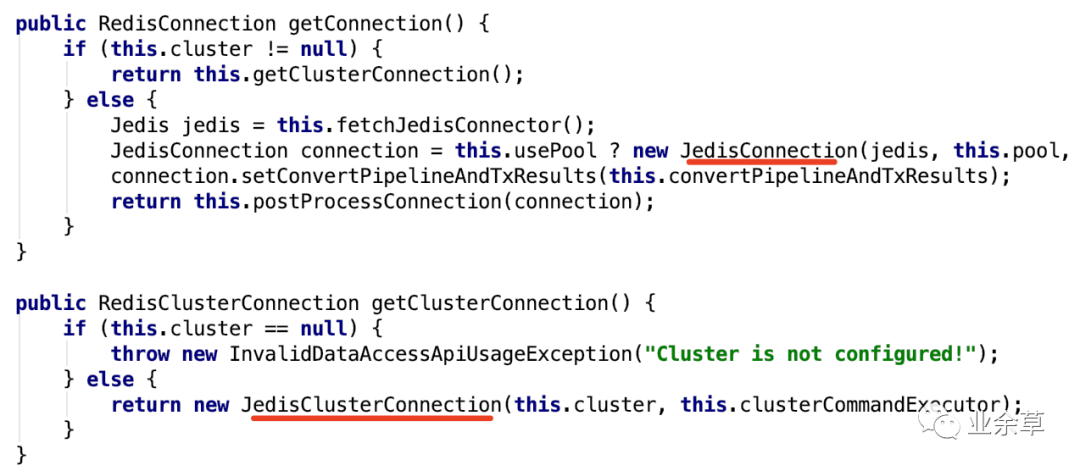 public RedisConnection getConnection() {
    if (this.cluster != null) {
        return this.getClusterConnection();
    } else {
        Jedis jedis = this.fetchJedisConnector();
        JedisConnection connection = this.usePool ? new JedisConnection(jedis, this.pool,
        connection.setConvertPipelineAndTxResults(this.convertPipelineAndTxResults);
        return this.postProcessConnection(connection);
    }
}
public RedisClusterConnection getClusterConnection() {
    if (this.cluster == null) {
        throw new InvalidDataAccessApiUsageException("Cluster is not configured!");
    } else {
        return new JedisClusterConnection(this.cluster, this.clusterCommandExecutor);
    }
}
业余草